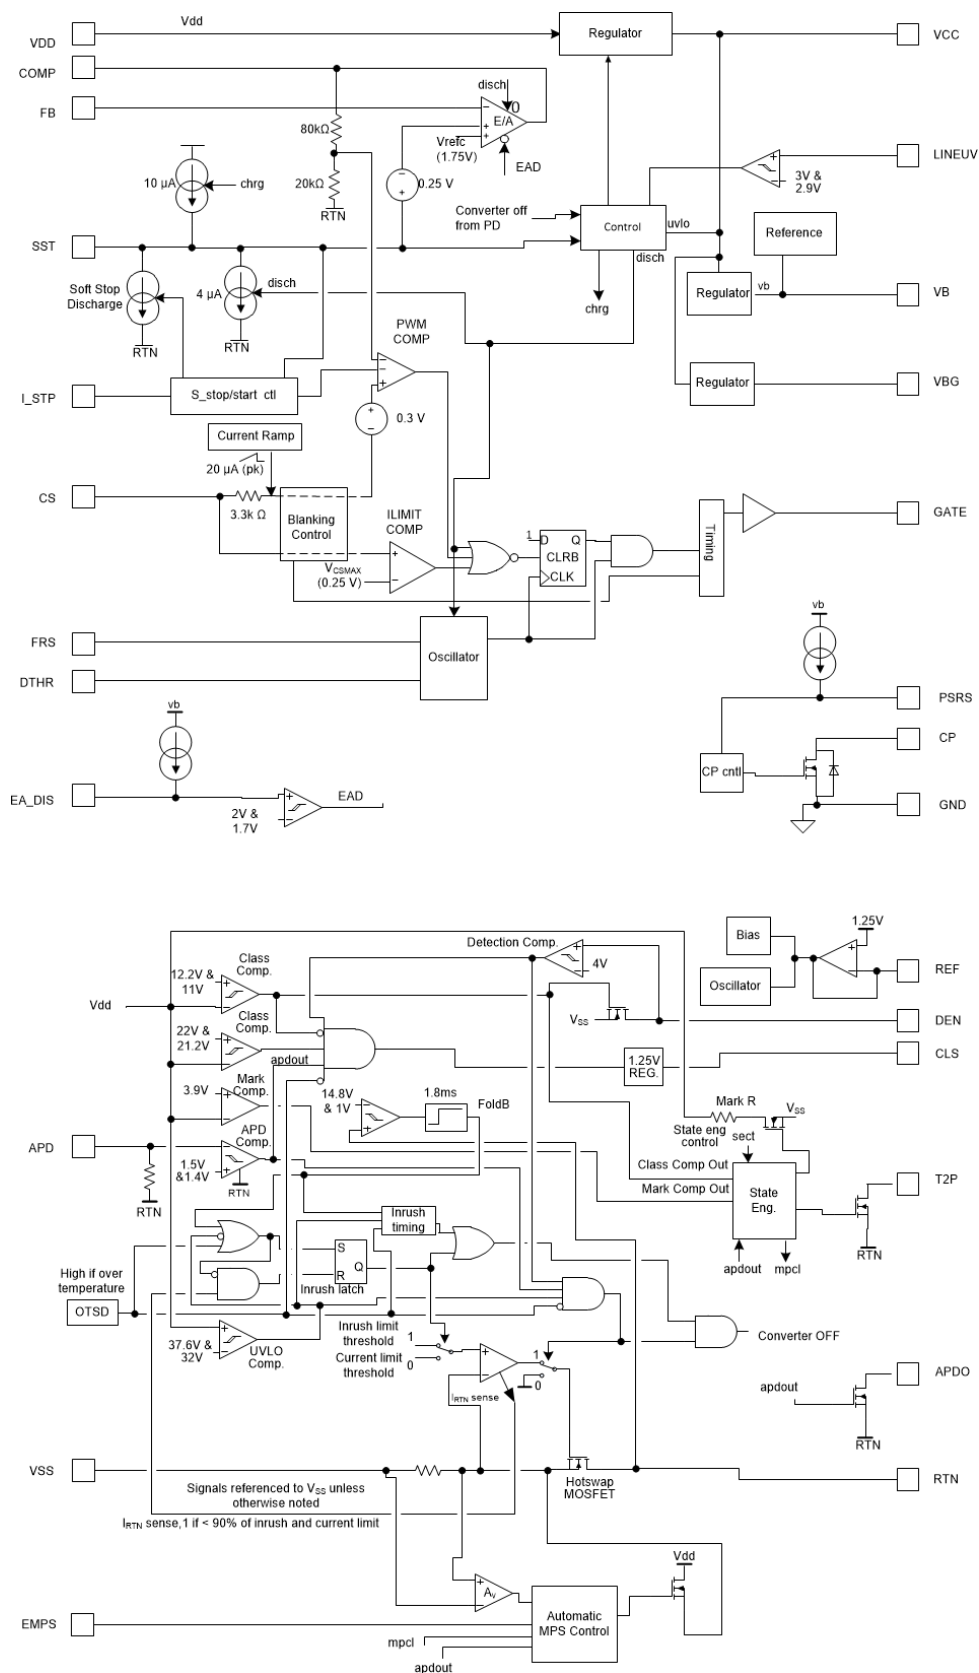 Vdd
VDD
Regulator
VCC
COMP
disch
FB
E/A
80kΩ
Vrefc
(1.75V)
EAD
LINEUV
3V &
2.9V
10 µA
chrg
20kΩ
RTN
0.25 V
Converter off
from PD
Control
uvlo
Reference
SST
disch
Soft Stop
Discharge
4 µA
disch
RTN
RTN
chrg
Regulator
vb
VB
PWM
COMP
I_STP
S_stop/start ctl
Regulator
VBG
0.3 V
Current Ramp
20 µA (pk)
CS
3.3k Ω
Blanking
Control
ILIMIT
COMP
VCSMAX
(0.25 V)
1
D
Q
CLRB
CLK
Timing
GATE
FRS
DTHR
Oscillator
vb
PSRS
vb
CP
CP cntl
EA_DIS
EAD
2V &
1.7V
GND
Bias
1.25V
Oscillator
REF
Detection Comp.
4V
Class
Comp.
12.2V &
11V
Vdd
VSS
DEN
Class
Comp.
22V &
21.2V
apdout
1.25V
REG.
CLS
Mark
Comp.
3.9V
14.8V
& 1V
1.8ms
FoldB
Mark R
VSS
State eng
control
sect
APD
APD
Comp.
1.5V
&1.4V
RTN
RTN
Class Comp Out
Mark Comp Out
State
Eng.
T2P
RTN
apdout
mpcl
Inrush
timing
S
Q
R
Inrush latch
High if over
temperature
OTSD
37.6V &
32V
UVLO
Comp.
Inrush limit
threshold
1
Current limit
threshold
0
1
0
IRTN sense
Converter OFF
apdout
APDO
RTN
VSS
Signals referenced to VSS unless
otherwise noted
IRTN sense,1 if < 90% of inrush and current limit
Hotswap
MOSFET
RTN
Vdd
Av
Automatic
MPS Control
EMPS
mpcl
apdout